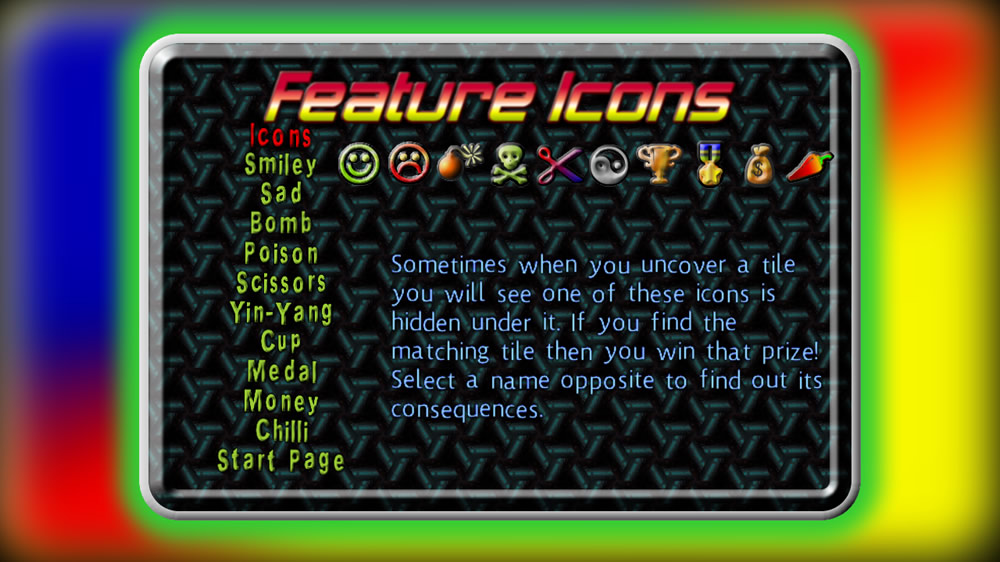 Feature Icons
Icons
Smiley
Sad
Bomb
Poison
Scissors
Yin-Yang
Cup
Medal
Money
Chilli
Start Page
$
Sometimes when you uncover a tile
you will see one of these icons is
hidden under it. If you find the
matching tile then you win that prize!
Select a name opposite to find out its
consequences.